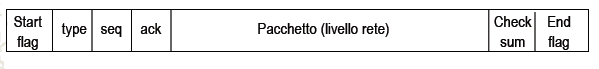 Start flag
type
seq
ack
Pacchetto (livello rete)
Check sum
End flag